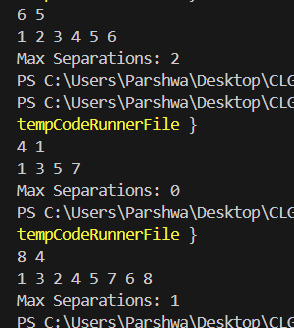 6 5
1 2 3 4 5 6
Max Separations: 2
PS C:\Users\Parshwa\Desktop\CLG
PS C:\Users\Parshwa\Desktop\CLG
tempCodeRunnerFile }
4 1
1 3 5 7
Max Separations: 0
PS C:\Users\Parshwa\Desktop\CLG
tempCodeRunnerFile }
8 4
1 3 2 4 5 7 6 8
Max Separations: 1
PS C:\Users\Parshwa\Desktop\CLG